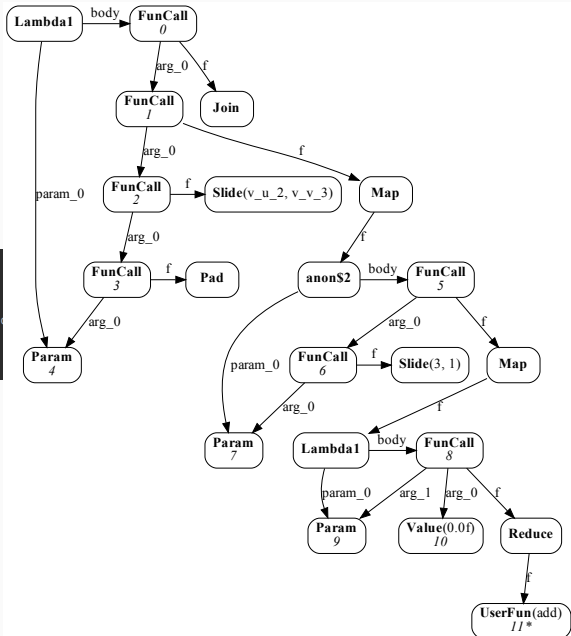 Lambda1
body
FunCall
0
arg_0
f
FunCall
1
Join
arg_0
f
param_0
FunCall
2
f
Slide(v_u_2, v_v_3)
Map
arg_0
f
FunCall
3
f
Pad
anon$2
body
FunCall
5
arg_0
arg_0
f
Param
4
param_0
FunCall
6
f
Slide(3, 1)
Map
arg_0
f
Param
7
Lambda1
body
FunCall
8
param_0
arg_1
arg_0
f
Param
9
Value(0.0f)
10
Reduce
f
UserFun(add)
11*